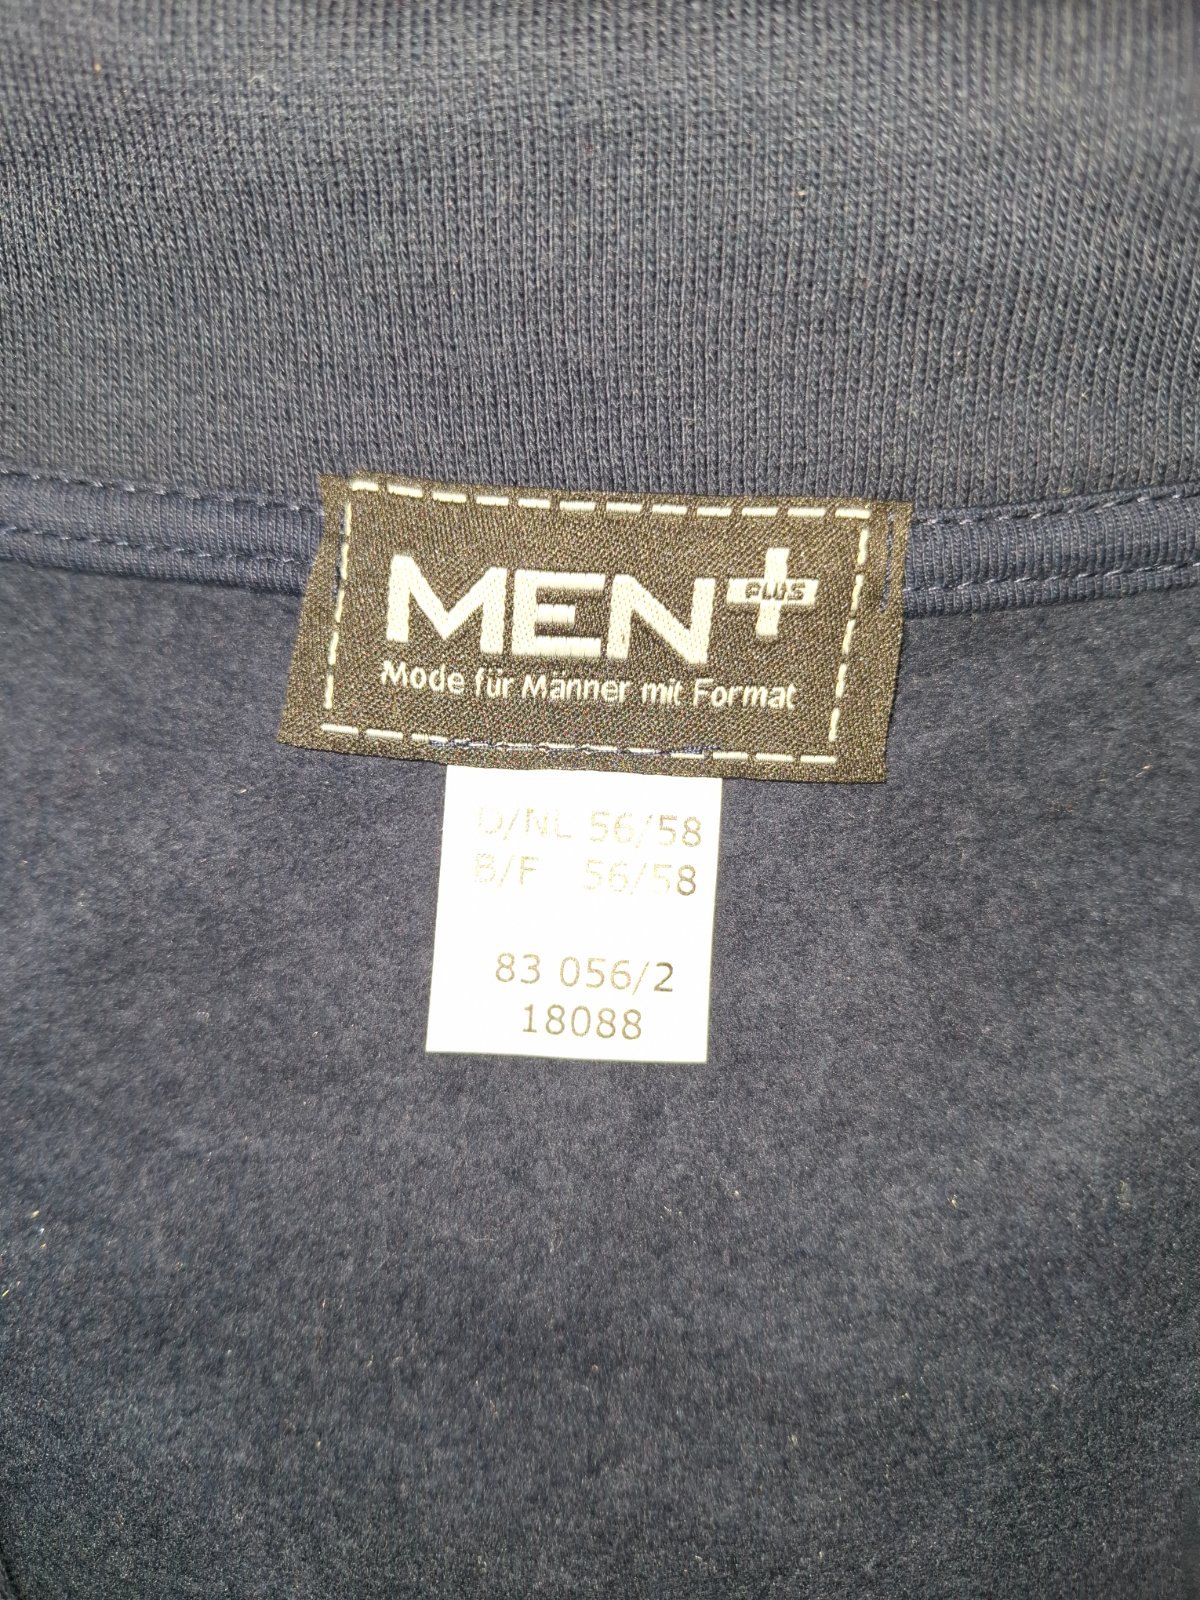 MEN PLUS
Mode für Männer mit Format
D/NL 56/58
B/F 56/58
83 056/2
18088